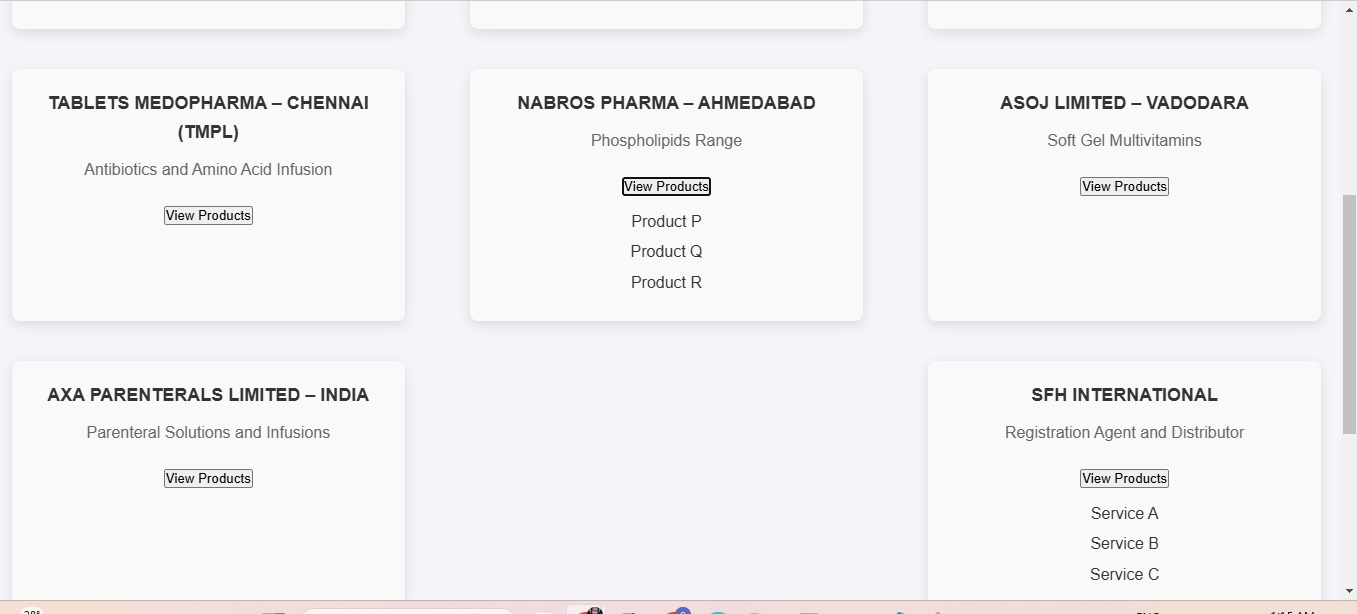 TABLETS MEDOPHARMA – CHENNAI
(TMPL)
Antibiotics and Amino Acid Infusion
View Products
NABROS PHARMA – AHMEDABAD
Phospholipids Range
View Products
Product P
Product Q
Product R
ASOJ LIMITED – VADODARA
Soft Gel Multivitamins
View Products
AXA PARENTERALS LIMITED – INDIA
Parenteral Solutions and Infusions
View Products
SFH INTERNATIONAL
Registration Agent and Distributor
View Products
Service A
Service B
Service C